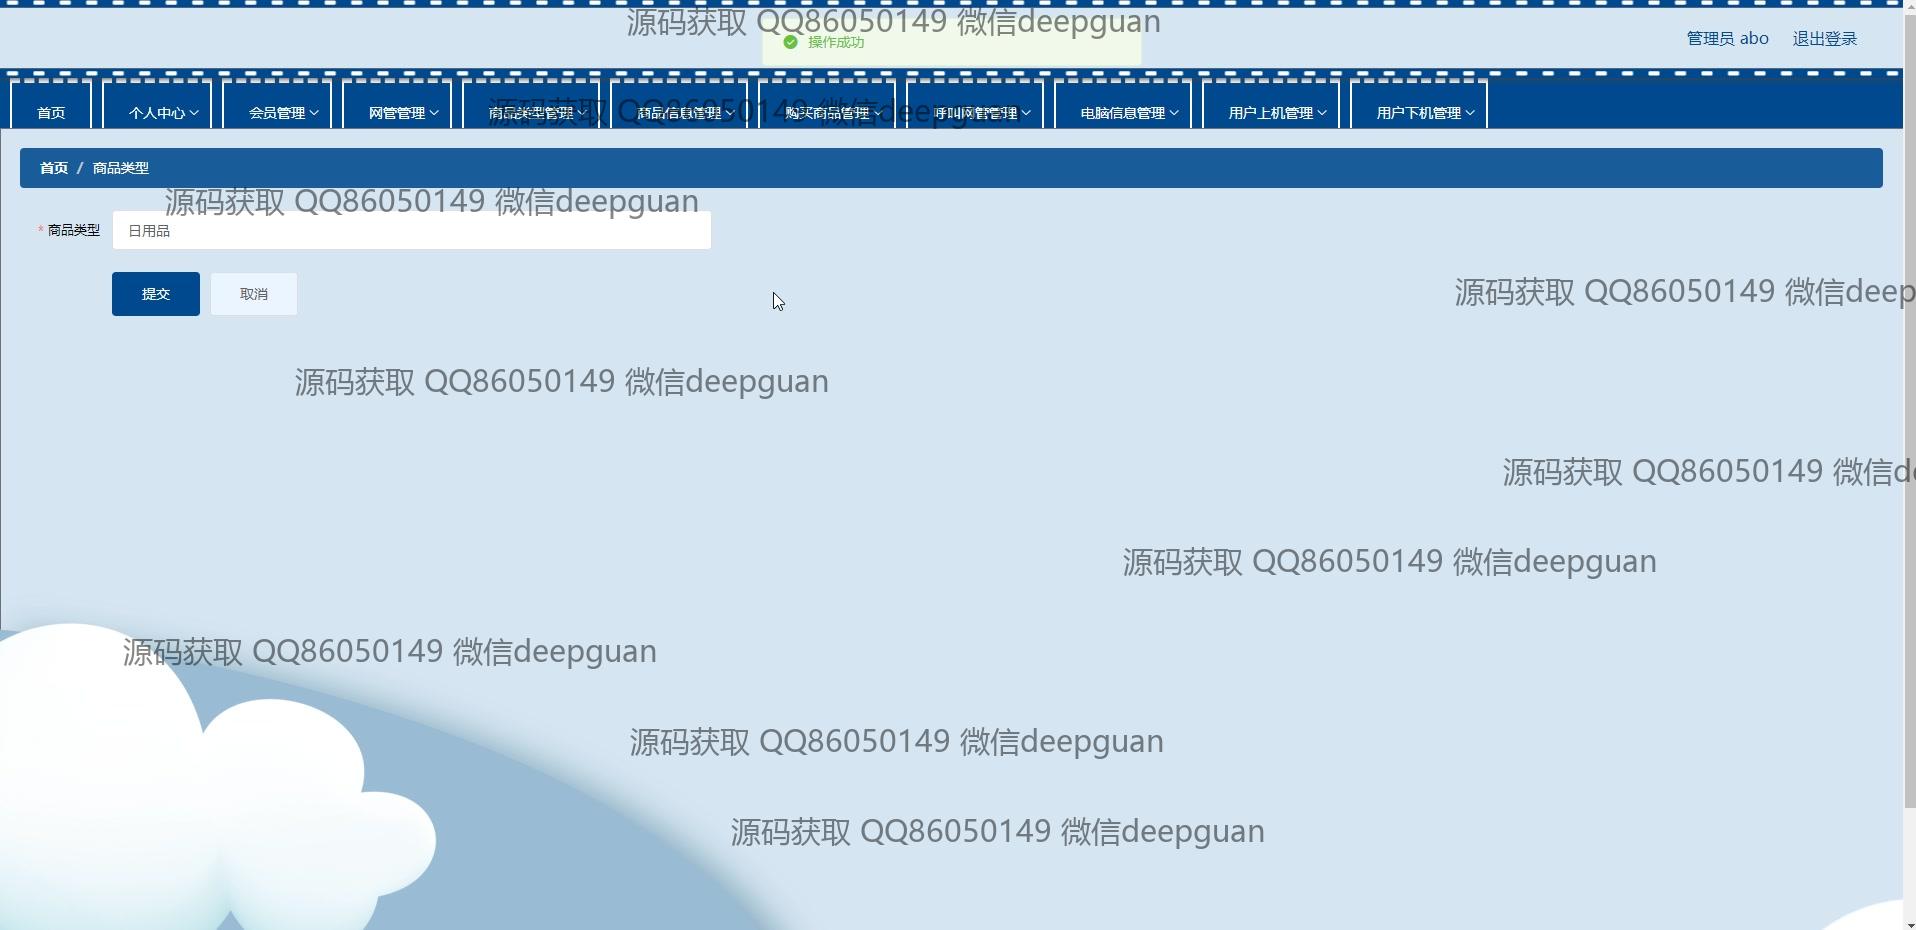 源码获取 QQ86050149 微信deepguan
操作成功
管理员 abo
退出登录
首页
个人中心
会员管理
网管管理
商品类型管理
商品信息管理
购买商品管理
呼叫网管管理
电脑信息管理
用户上机管理
用户下机管理
源码获取 QQ86050149 微信deepguan
首页 / 商品类型
源码获取 QQ86050149 微信deepguan
* 商品类型
日用品
提交
取消
源码获取 QQ86050149 微信deep
源码获取 QQ86050149 微信deepguan
源码获取 QQ86050149 微信d
源码获取 QQ86050149 微信deepguan
源码获取 QQ86050149 微信deepguan
源码获取 QQ86050149 微信deepguan
源码获取 QQ86050149 微信deepguan